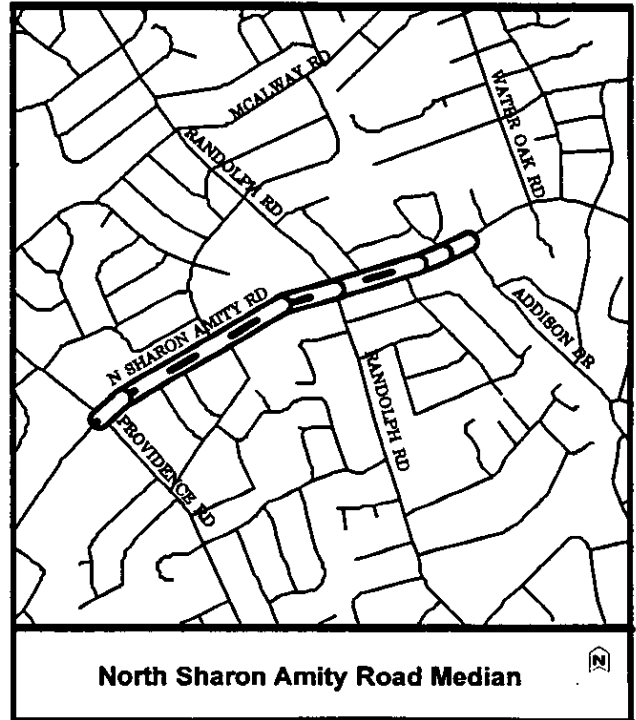 MCALWAY RD
WATER OAK RD
RANDOLPH RD
N SHARON AMITY RD
ADDISON DR
RANDOLPH RD
PROVIDENCE RD
North Sharon Amity Road Median
N